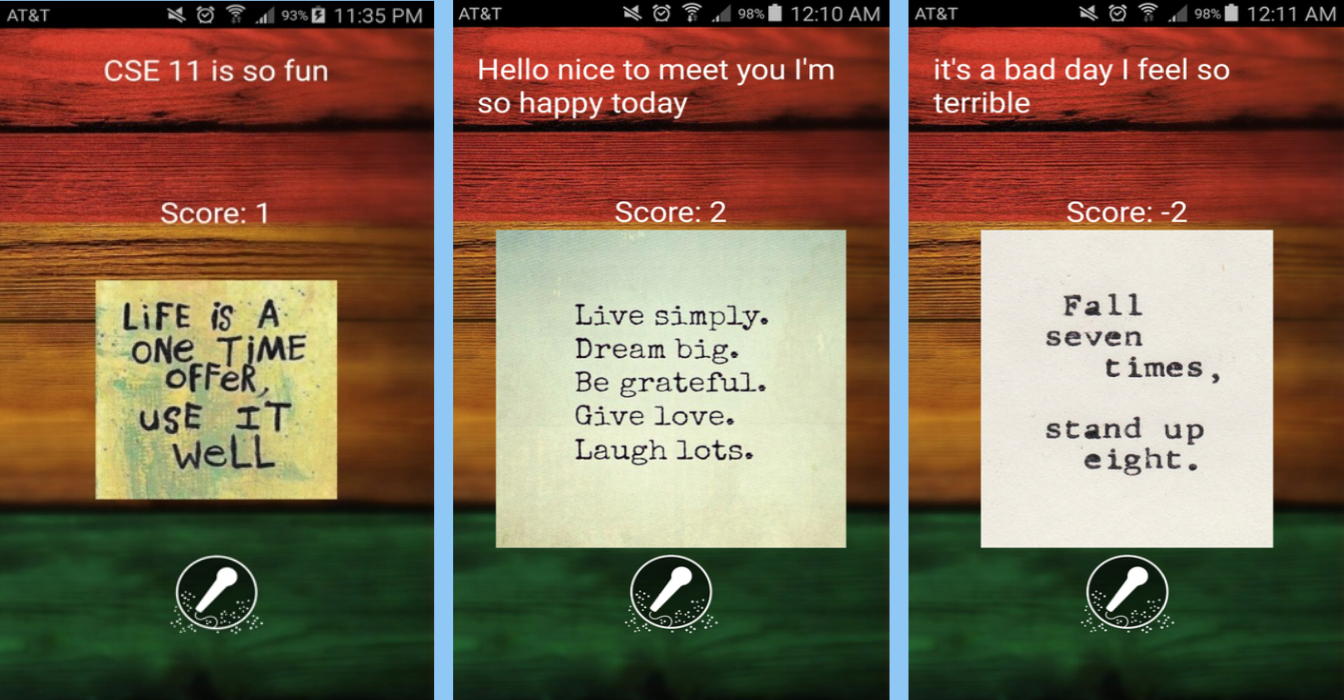 AT&T 93% 11:35 PM
CSE 11 is so fun
Score: 1
LiFE iS A
ONe TiME
OFFeR,
USE IT
WeLL
AT&T 98% 12:10 AM
Hello nice to meet you I'm
so happy today
Score: 2
Live simply.
Dream big.
Be grateful.
Give love.
Laugh lots.
AT&T 98% 12:11 AM
it's a bad day I feel so
terrible
Score: -2
Fall
seven
times,
stand up
eight.